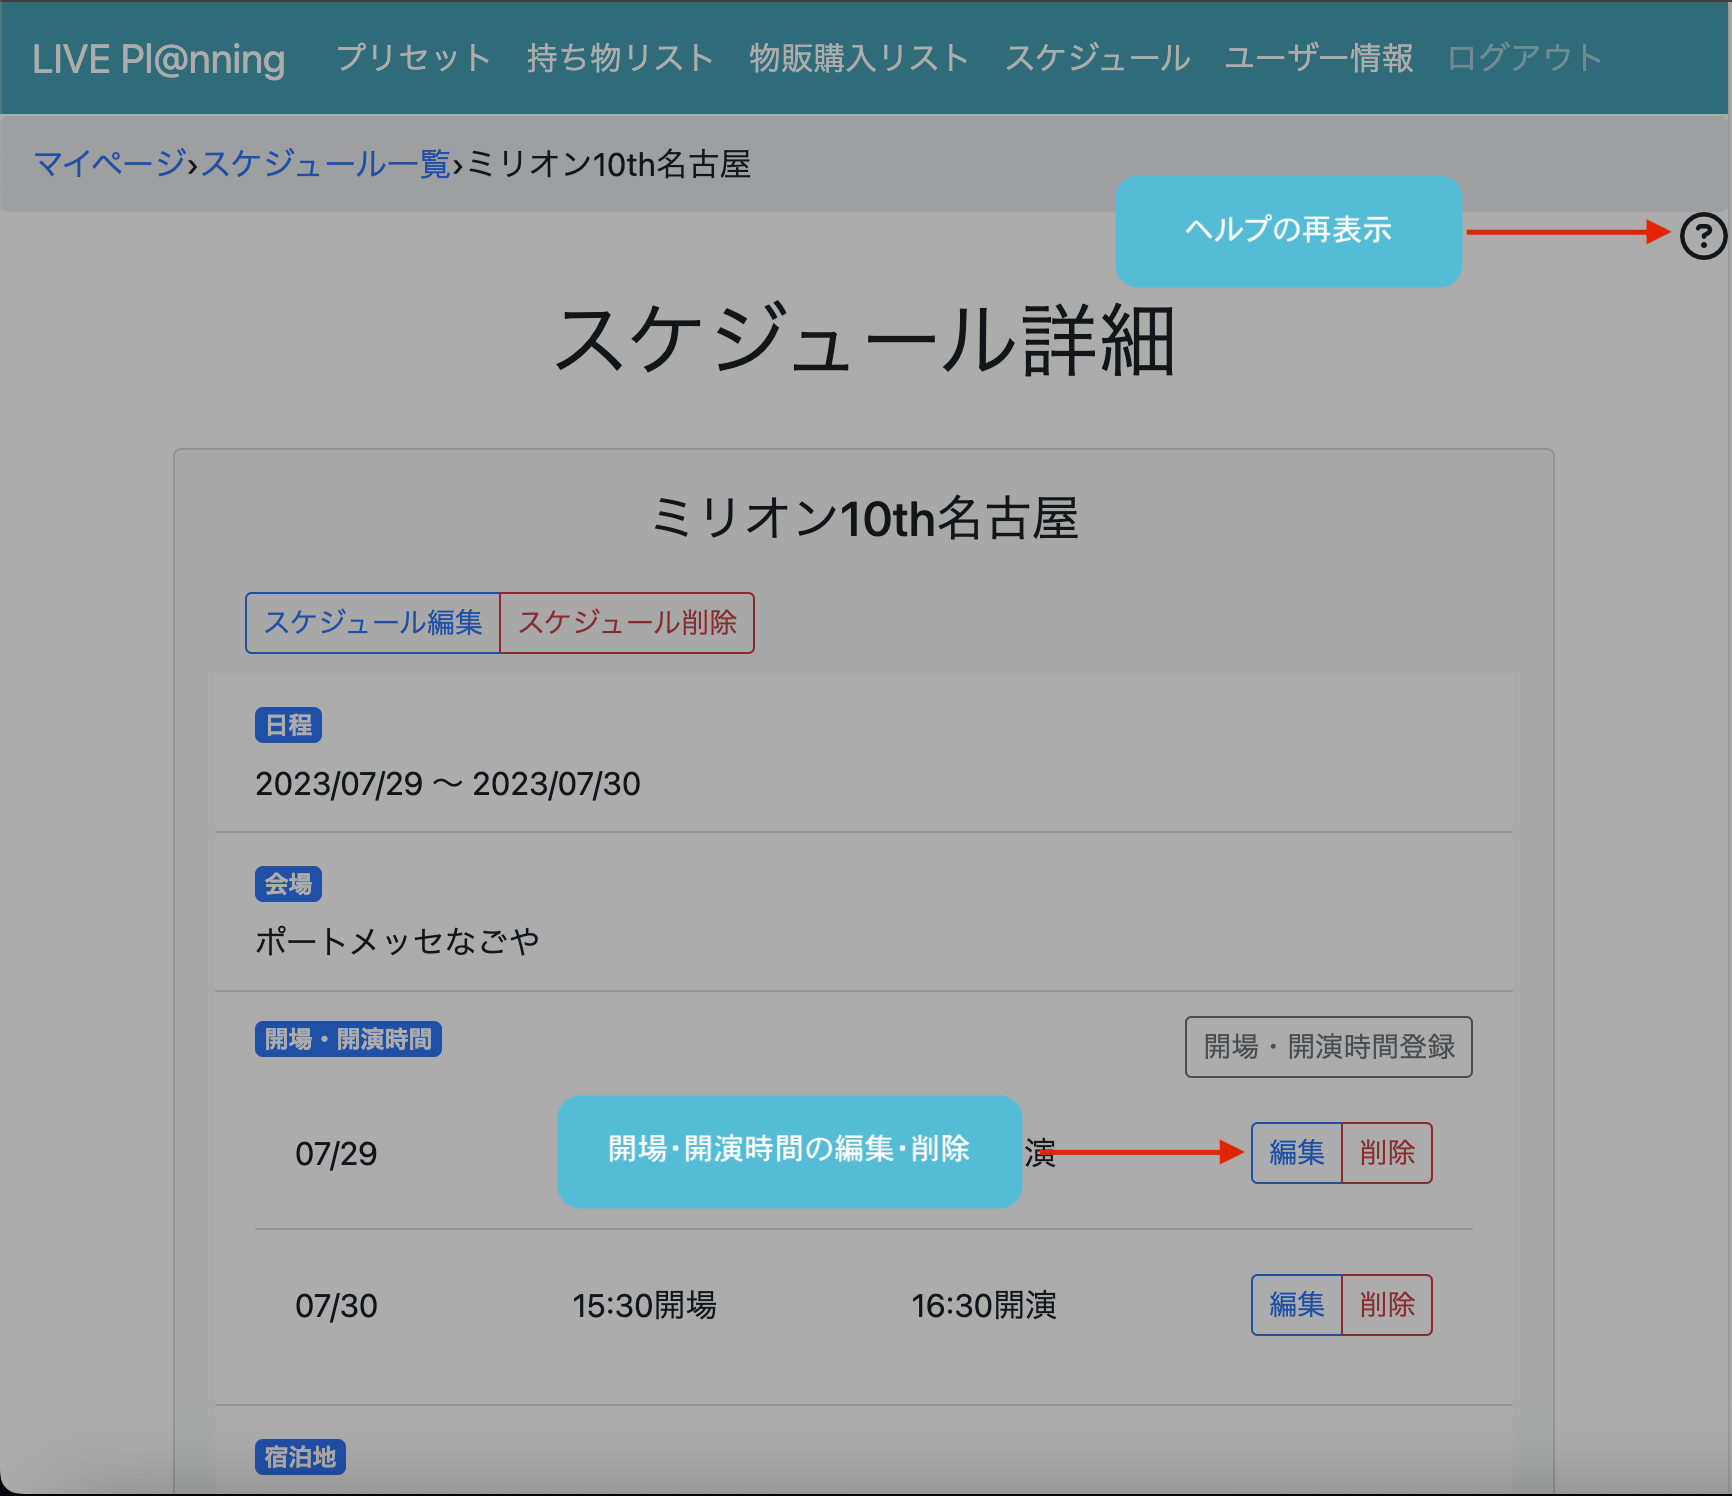 LIVE Pl@nning プリセット 持ち物リスト 物販購入リスト スケジュール ユーザー情報 ログアウト
マイページ›スケジュール一覧›ミリオン10th名古屋
ヘルプの再表示
?
スケジュール詳細
ミリオン10th名古屋
スケジュール編集 スケジュール削除
日程
2023/07/29 〜 2023/07/30
会場
ポートメッセなごや
開場・開演時間 開場・開演時間登録
07/29 開場・開演時間の編集・削除 演 編集 削除
07/30 15:30開場 16:30開演 編集 削除
宿泊地